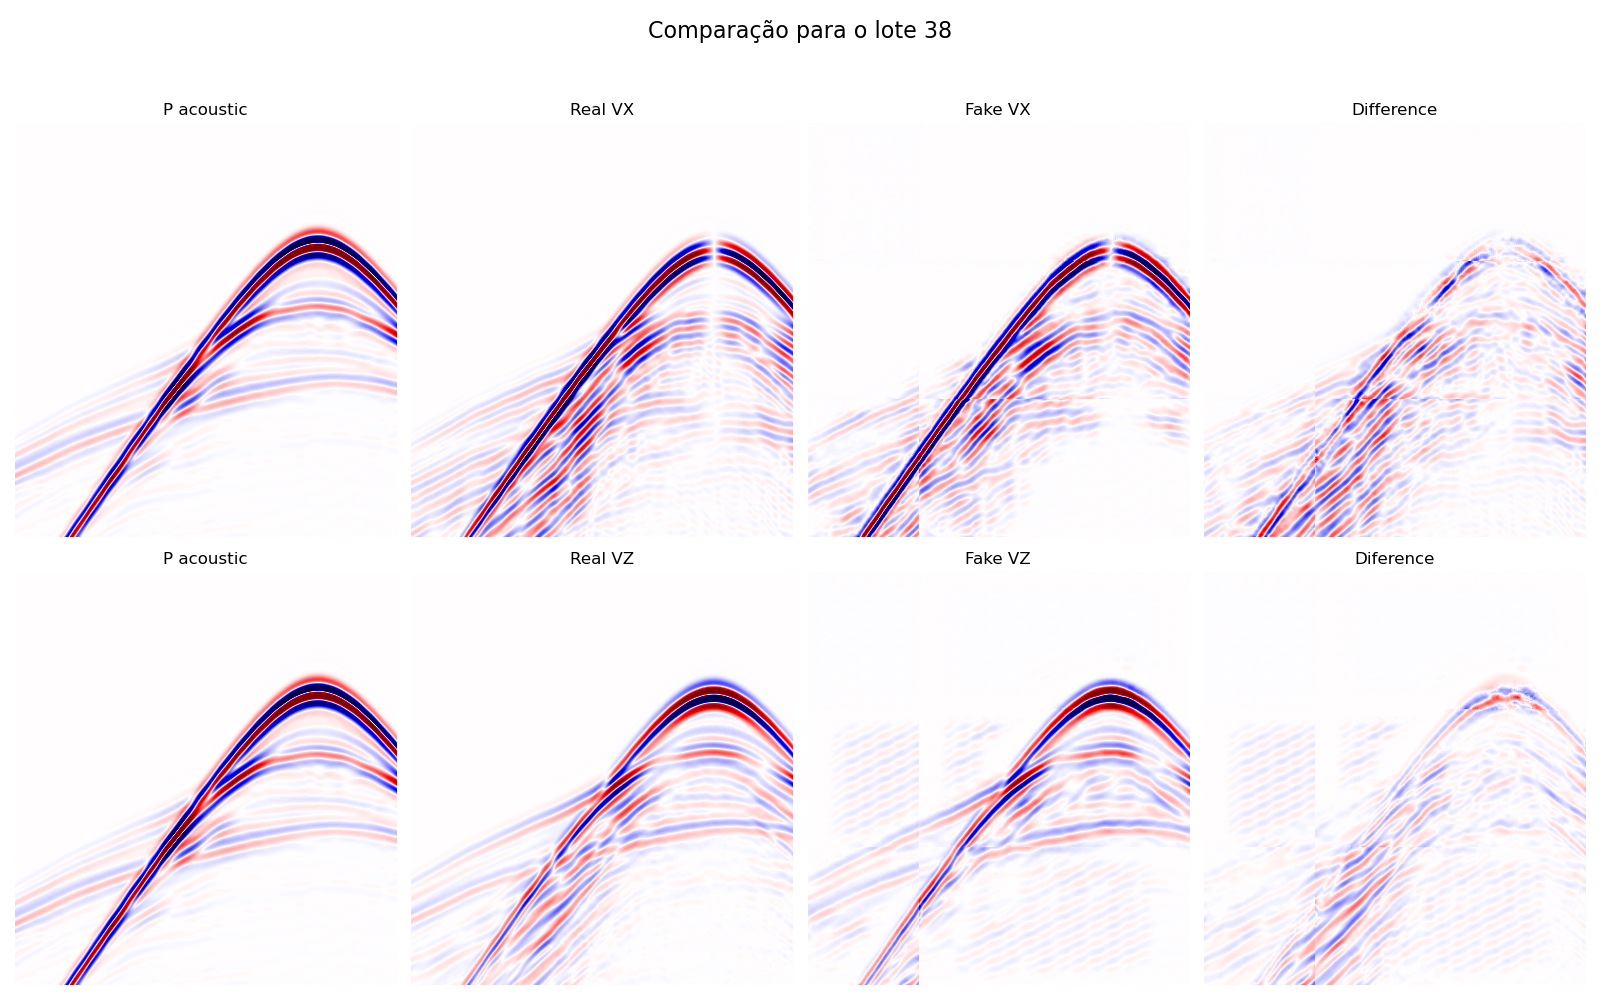 Comparação para o lote 38
P acoustic
Real VX
Fake VX
Difference
P acoustic
Real VZ
Fake VZ
Diference